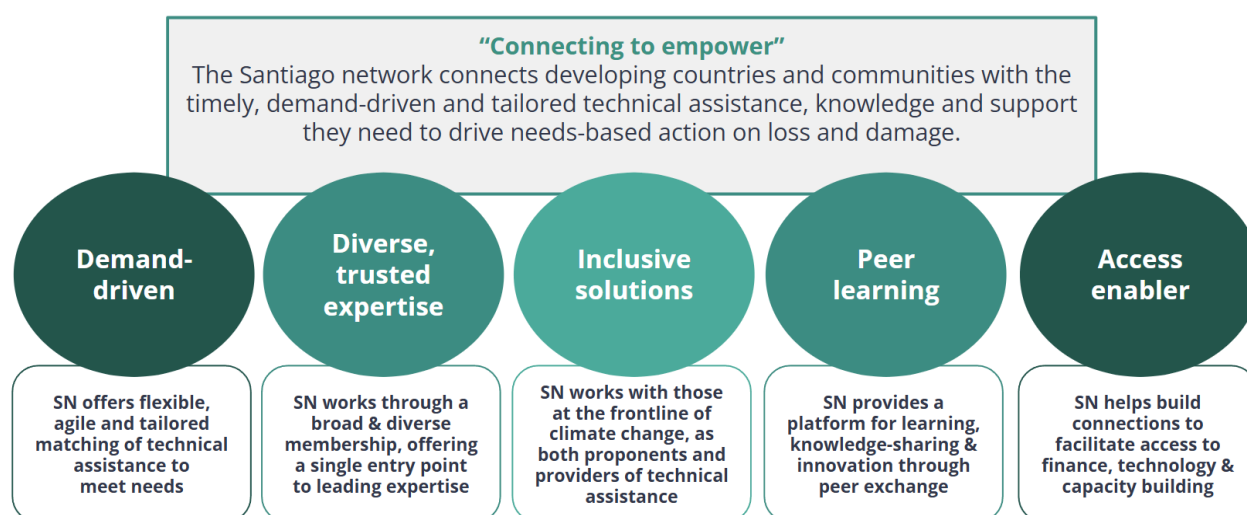 “Connecting to empower”
The Santiago network connects developing countries and communities with the
timely, demand-driven and tailored technical assistance, knowledge and support
they need to drive needs-based action on loss and damage.
Demand-
driven
Diverse,
trusted
expertise
Inclusive
solutions
Peer
learning
Access
enabler
SN offers flexible,
agile and tailored
matching of technical
assistance to
meet needs
SN works through a
broad & diverse
membership, offering
a single entry point
to leading expertise
SN works with those
at the frontline of
climate change, as
both proponents and
providers of technical
assistance
SN provides a
platform for learning,
knowledge-sharing &
innovation through
peer exchange
SN helps build
connections to
facilitate access to
finance, technology &
capacity building